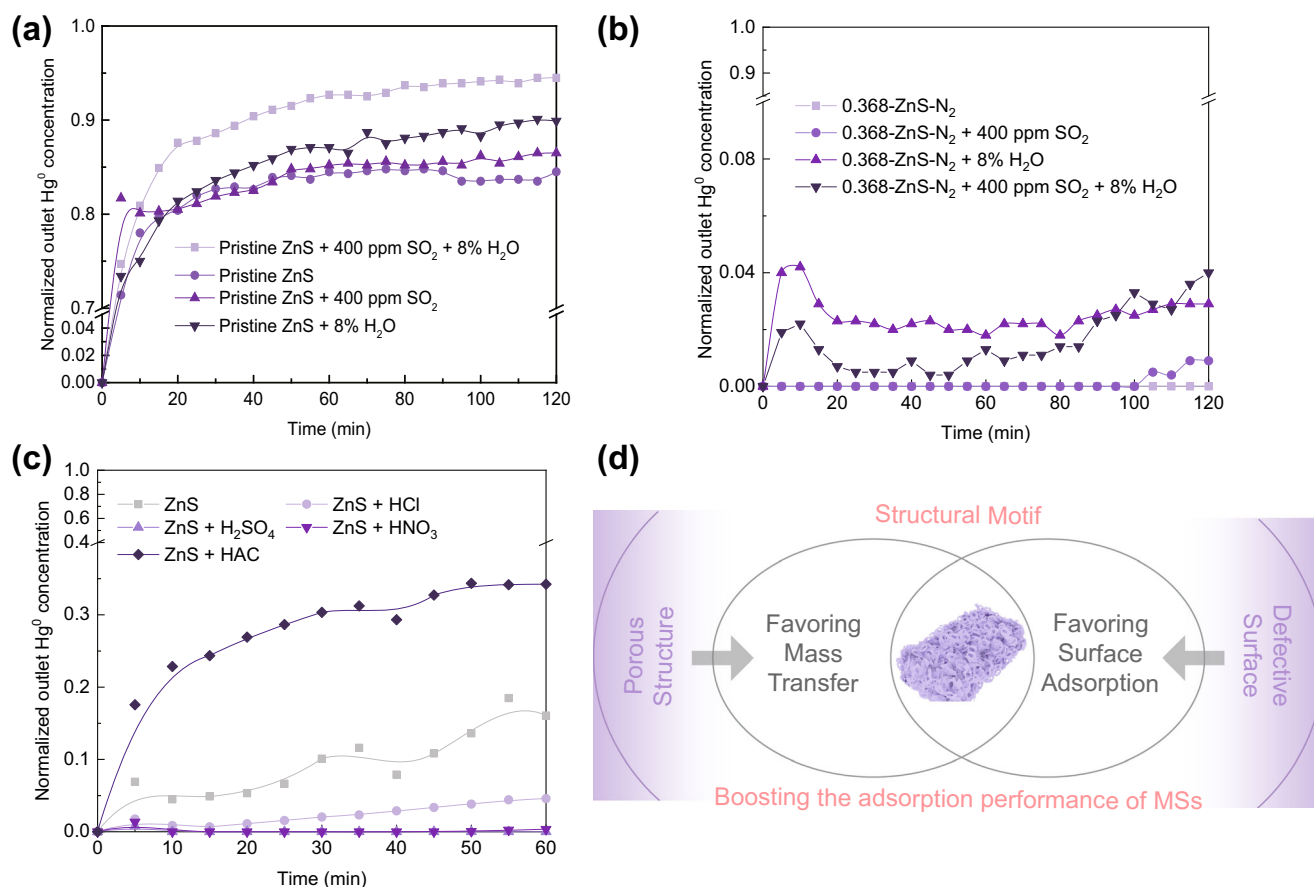 (a)
Normalized outlet Hg⁰ concentration
1.0
0.9
0.8
0.7
0.04
0.02
0.00
Pristine ZnS + 400 ppm SO₂ + 8% H₂O
Pristine ZnS
Pristine ZnS + 400 ppm SO₂
Pristine ZnS + 8% H₂O
0 20 40 60 80 100 120
Time (min)
(b)
Normalized outlet Hg⁰ concentration
1.0
0.9
0.08
0.04
0.00
0.368-ZnS-N₂
0.368-ZnS-N₂ + 400 ppm SO₂
0.368-ZnS-N₂ + 8% H₂O
0.368-ZnS-N₂ + 400 ppm SO₂ + 8% H₂O
0 20 40 60 80 100 120
Time (min)
(c)
Normalized outlet Hg⁰ concentration
1.0
0.8
0.6
0.4
0.3
0.2
0.1
0.0
ZnS ZnS + HCl
ZnS + H₂SO₄ ZnS + HNO₃
ZnS + HAC
0 10 20 30 40 50 60
Time (min)
(d)
Structural Motif
Porous
Structure
Favoring
Mass
Transfer
Favoring
Surface
Adsorption
Defective
Surface
Boosting the adsorption performance of MSs